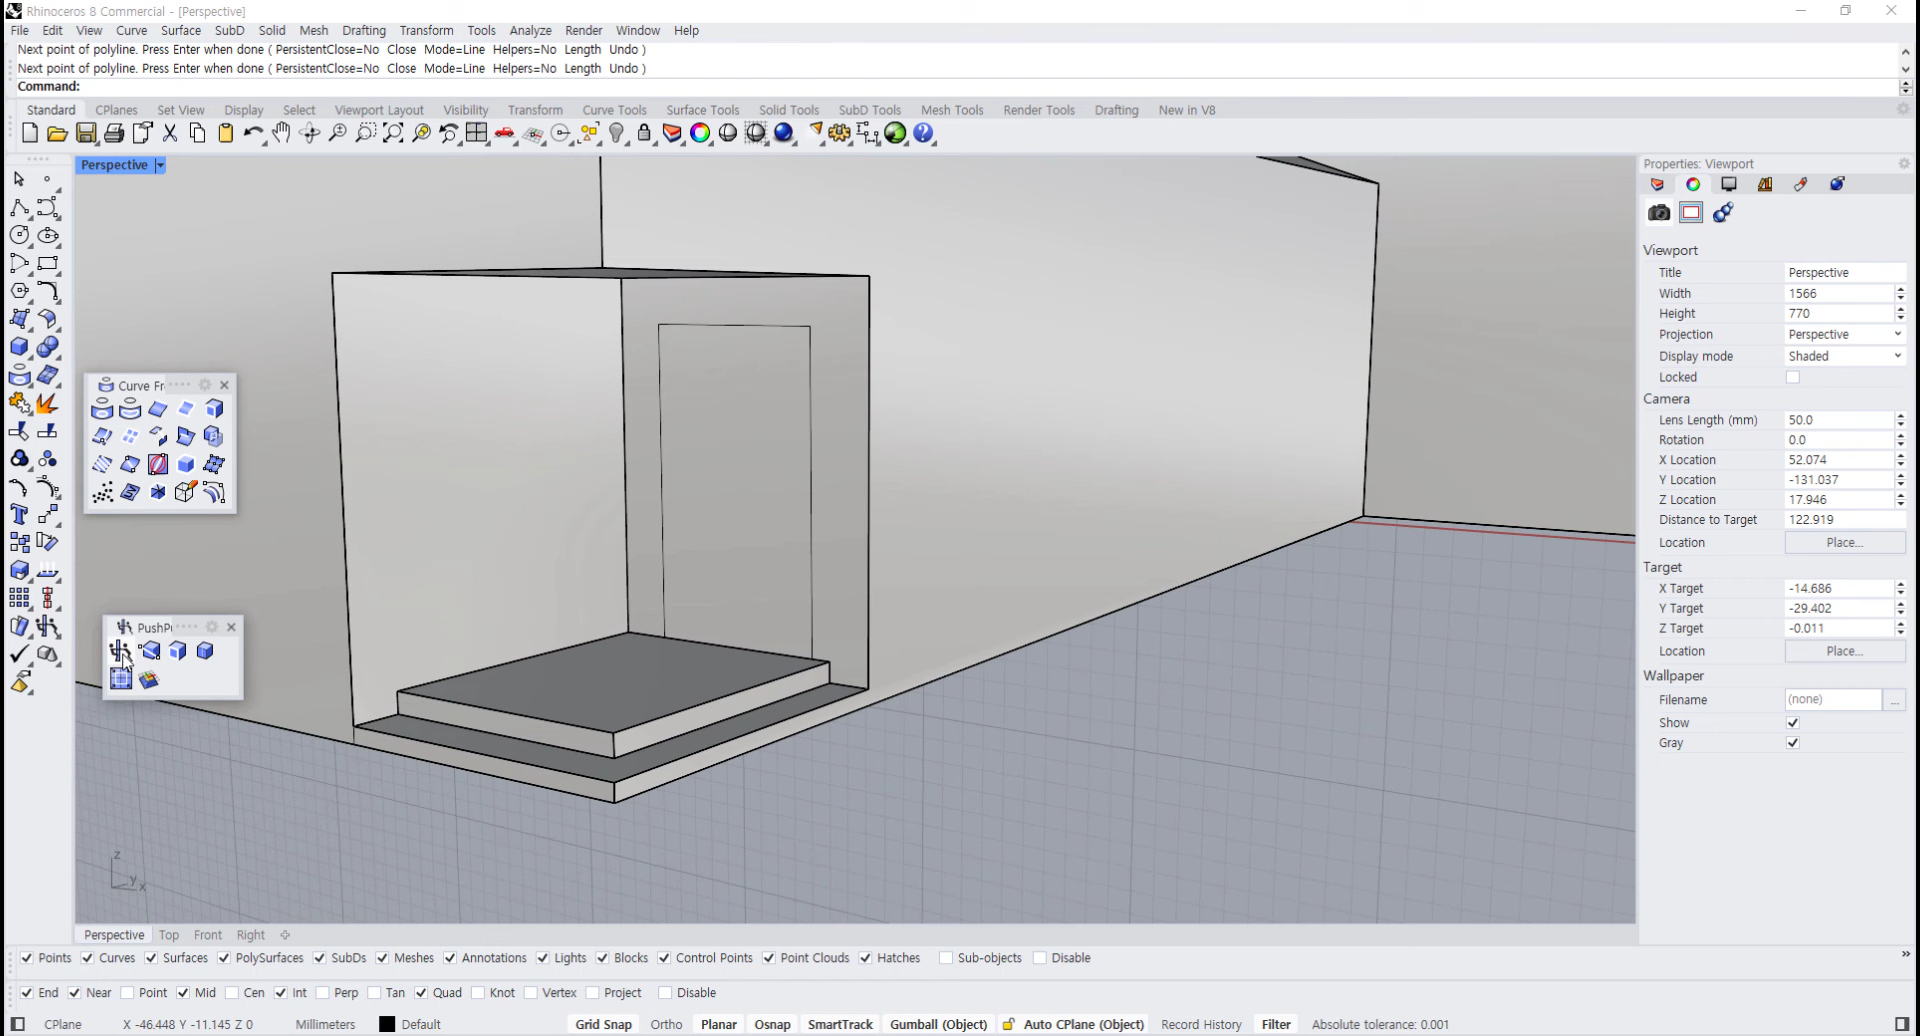 Rhinoceros 8 Commercial - [Perspective]
File Edit View Curve Surface SubD Solid Mesh Drafting Transform Tools Analyze Render Window Help
Next point of polyline. Press Enter when done ( PersistentClose=No Close Mode=Line Helpers=No Length Undo )
Next point of polyline. Press Enter when done ( PersistentClose=No Close Mode=Line Helpers=No Length Undo )
Command:
Standard CPlanes Set View Display Select Viewport Layout Visibility Transform Curve Tools Surface Tools Solid Tools SubD Tools Mesh Tools Render Tools Drafting New in V8
Perspective
Curve Fr
PushP
z
y
x
Properties: Viewport
Viewport
Title Perspective
Width 1566
Height 770
Projection Perspective
Display mode Shaded
Locked
Camera
Lens Length (mm) 50.0
Rotation 0.0
X Location 52.074
Y Location -131.037
Z Location 17.946
Distance to Target 122.919
Location Place...
Target
X Target -14.686
Y Target -29.402
Z Target -0.011
Location Place...
Wallpaper
Filename (none) ...
Show
Gray
Perspective Top Front Right
Points Curves Surfaces PolySurfaces SubDs Meshes Annotations Lights Blocks Control Points Point Clouds Hatches Sub-objects Disable
End Near Point Mid Cen Int Perp Tan Quad Knot Vertex Project Disable
CPlane X -46.448 Y -11.145 Z 0 Millimeters Default Grid Snap Ortho Planar Osnap SmartTrack Gumball (Object) Auto CPlane (Object) Record History Filter Absolute tolerance: 0.001